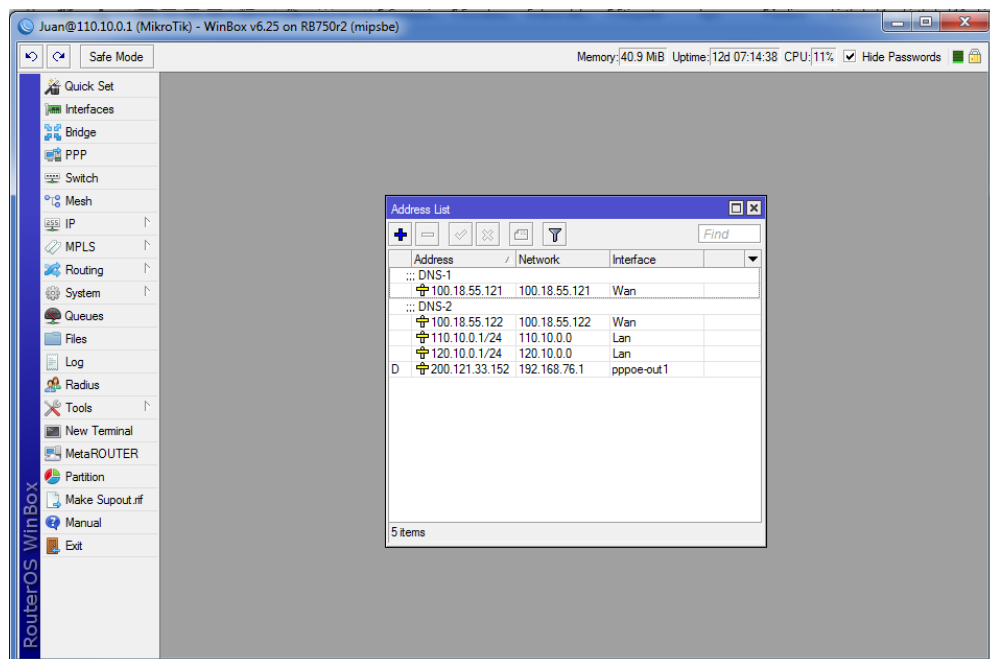 Juan@110.10.0.1 (MikroTik) - WinBox v6.25 on RB750r2 (mipsbe)
Safe Mode Memory: 40.9 MiB Uptime: 12d 07:14:38 CPU: 11% Hide Passwords
Quick Set
Interfaces
Bridge
PPP
Switch
Mesh
IP
MPLS
Routing
System
Queues
Files
Log
Radius
Tools
New Terminal
MetaROUTER
Partition
Make Supout.rif
Manual
Exit
RouterOS WinBox
Address List
Find
Address Network Interface
;;; DNS-1
100.18.55.121 100.18.55.121 Wan
;;; DNS-2
100.18.55.122 100.18.55.122 Wan
110.10.0.1/24 110.10.0.0 Lan
120.10.0.1/24 120.10.0.0 Lan
D 200.121.33.152 192.168.76.1 pppoe-out1
5 items